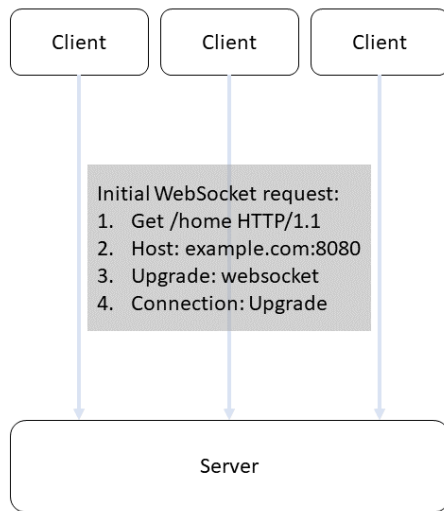 Client
Client
Client
Initial WebSocket request:
1. Get /home HTTP/1.1
2. Host: example.com:8080
3. Upgrade: websocket
4. Connection: Upgrade
Server